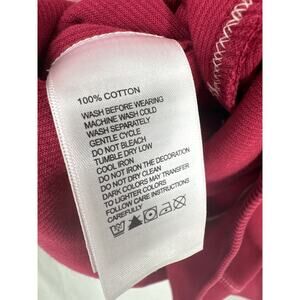 100% COTTON
WASH BEFORE WEARING
MACHINE WASH COLD
WASH SEPARATELY
GENTLE CYCLE
DO NOT BLEACH
TUMBLE DRY LOW
COOL IRON
DO NOT IRON THE DECORATION
DO NOT DRY CLEAN
DARK COLORS MAY TRANSFER
TO LIGHTER COLORS
FOLLOW CARE INSTRUCTIONS
CAREFULLY